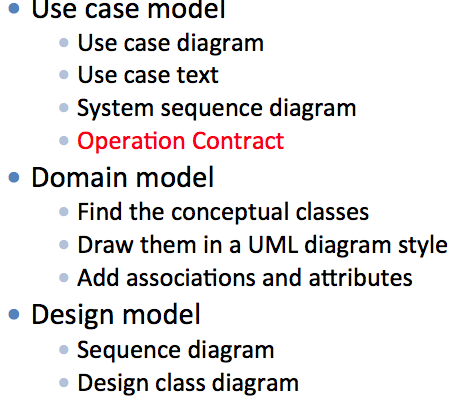 Use case model
Use case diagram
Use case text
System sequence diagram
Operation Contract
Domain model
Find the conceptual classes
Draw them in a UML diagram style
Add associations and attributes
Design model
Sequence diagram
Design class diagram